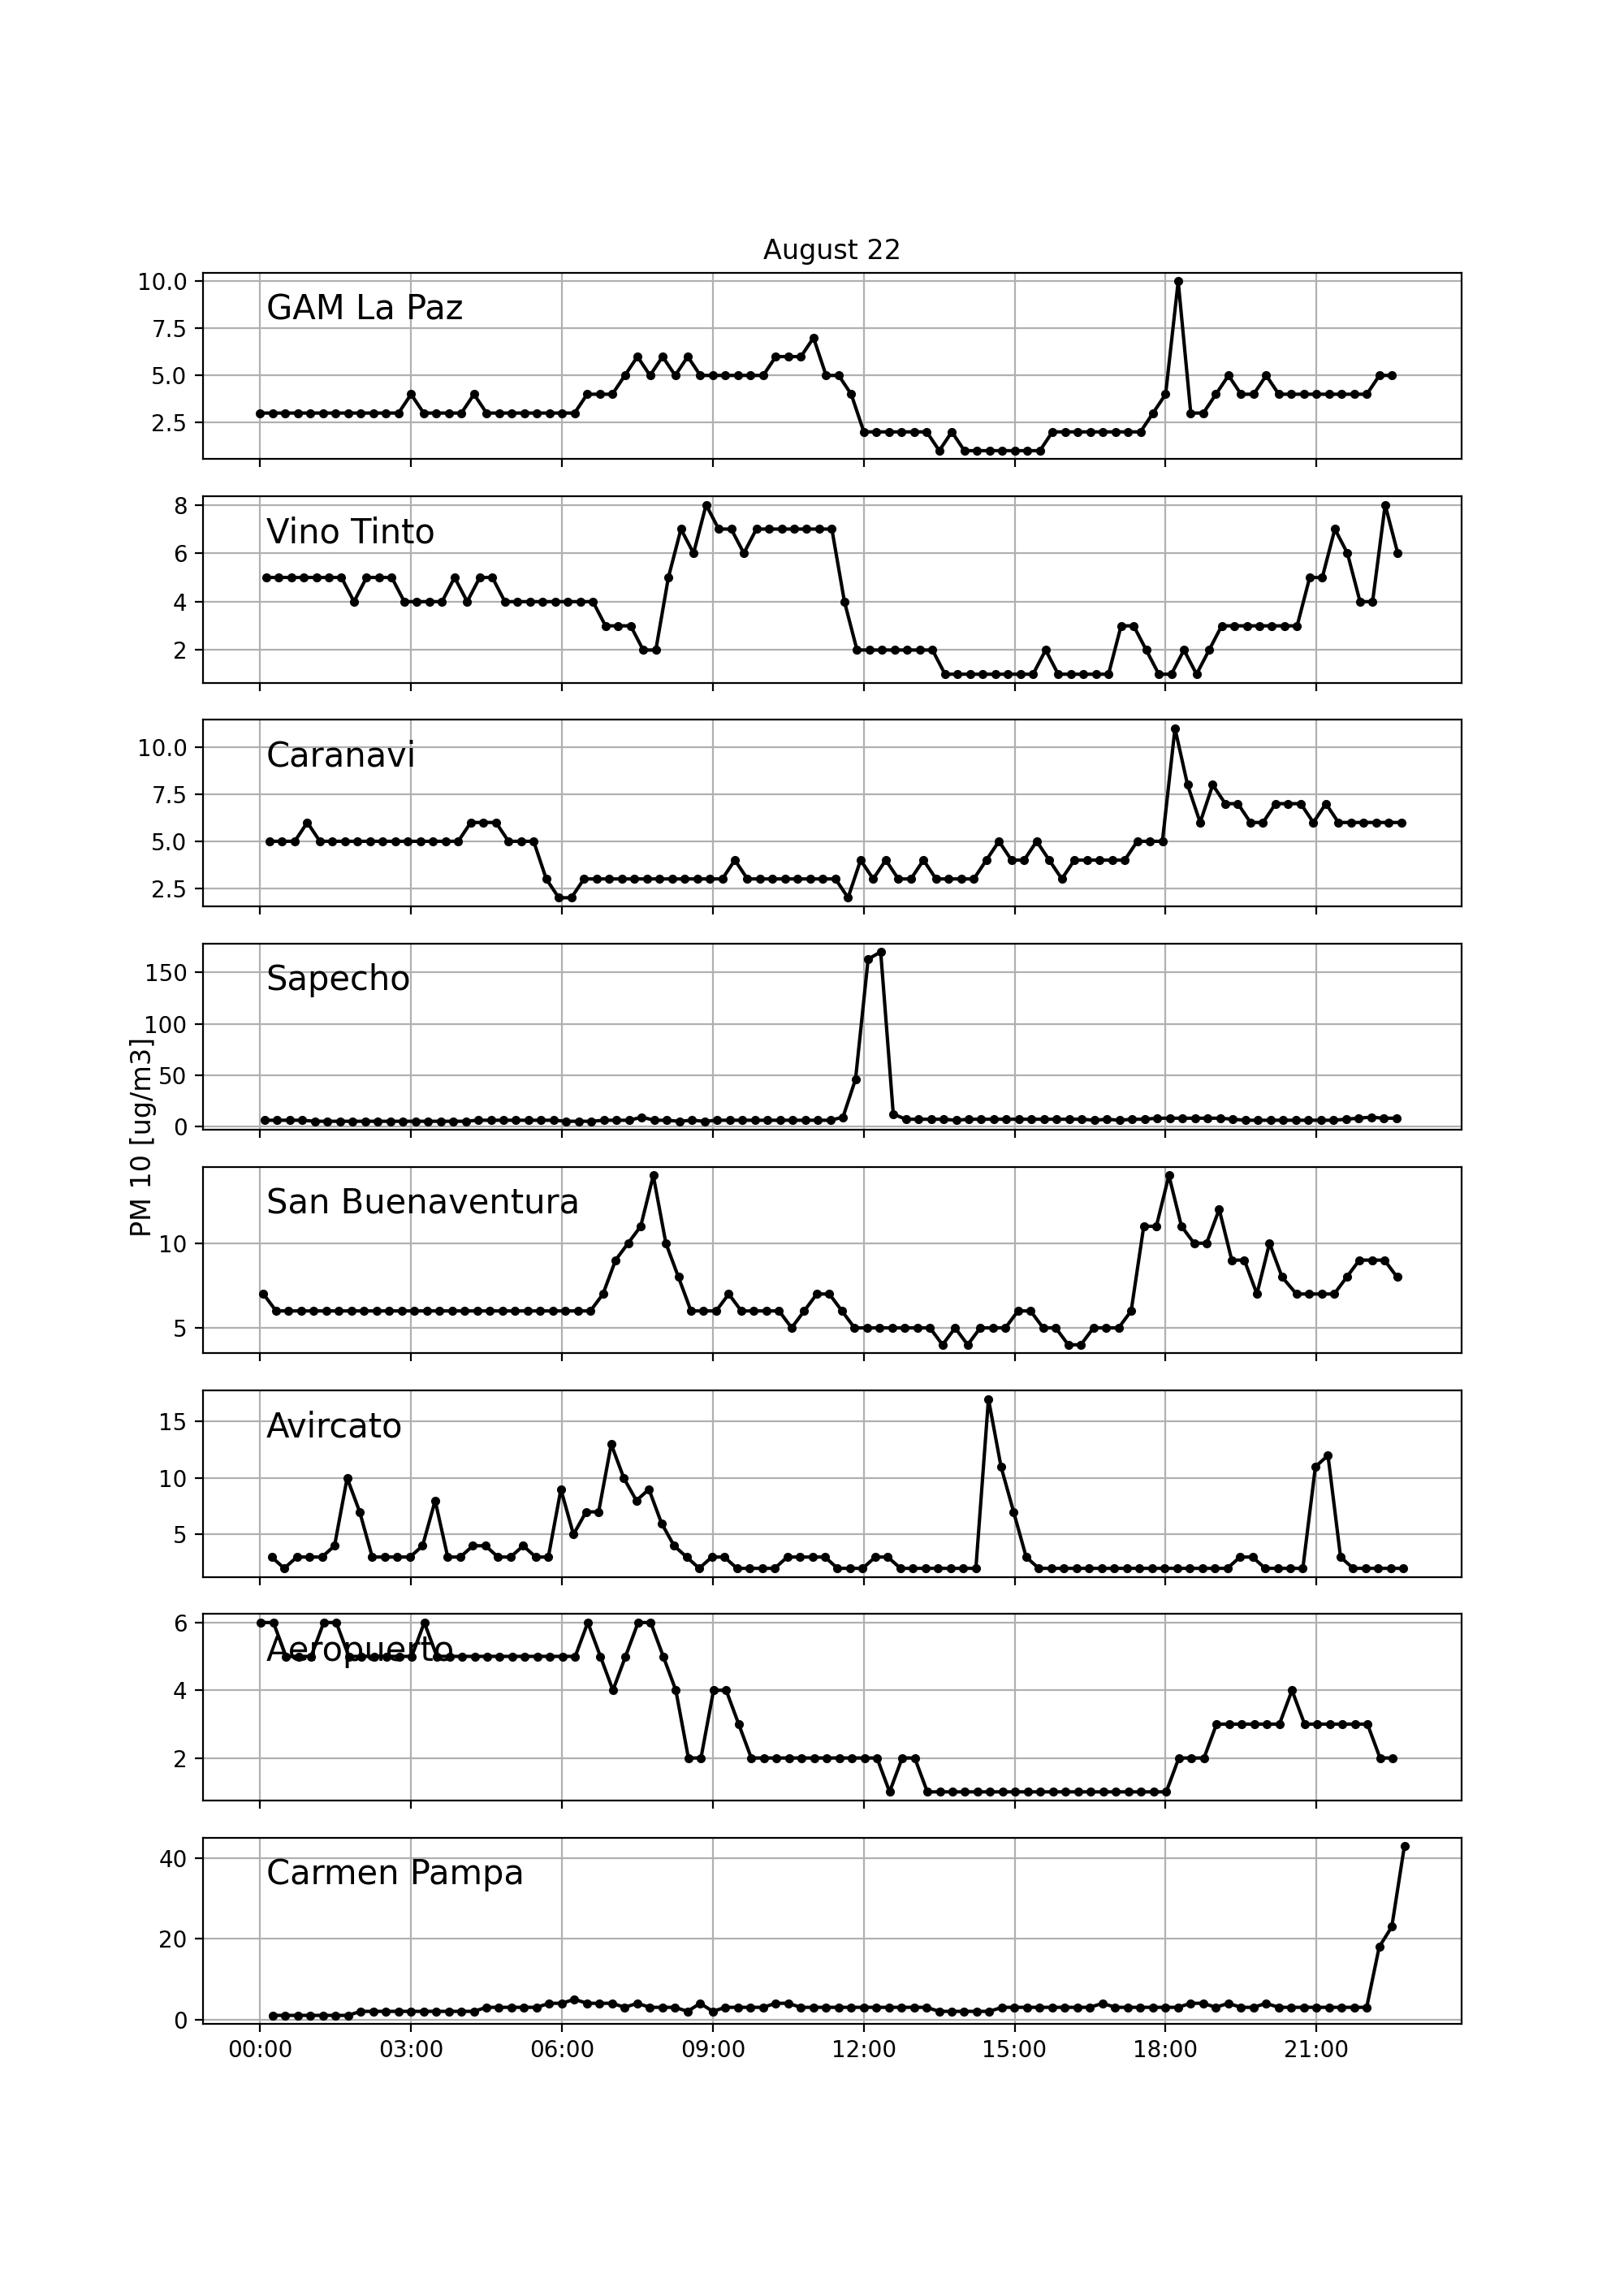 August 22
PM 10 [ug/m3]
10.0
GAM La Paz
7.5
5.0
2.5
8
Vino Tinto
6
4
2
10.0
Caranavi
7.5
5.0
2.5
150
Sapecho
100
50
0
San Buenaventura
10
5
15
Avircato
10
5
6
Aeropuerto
4
2
40
Carmen Pampa
20
0
00:00 03:00 06:00 09:00 12:00 15:00 18:00 21:00